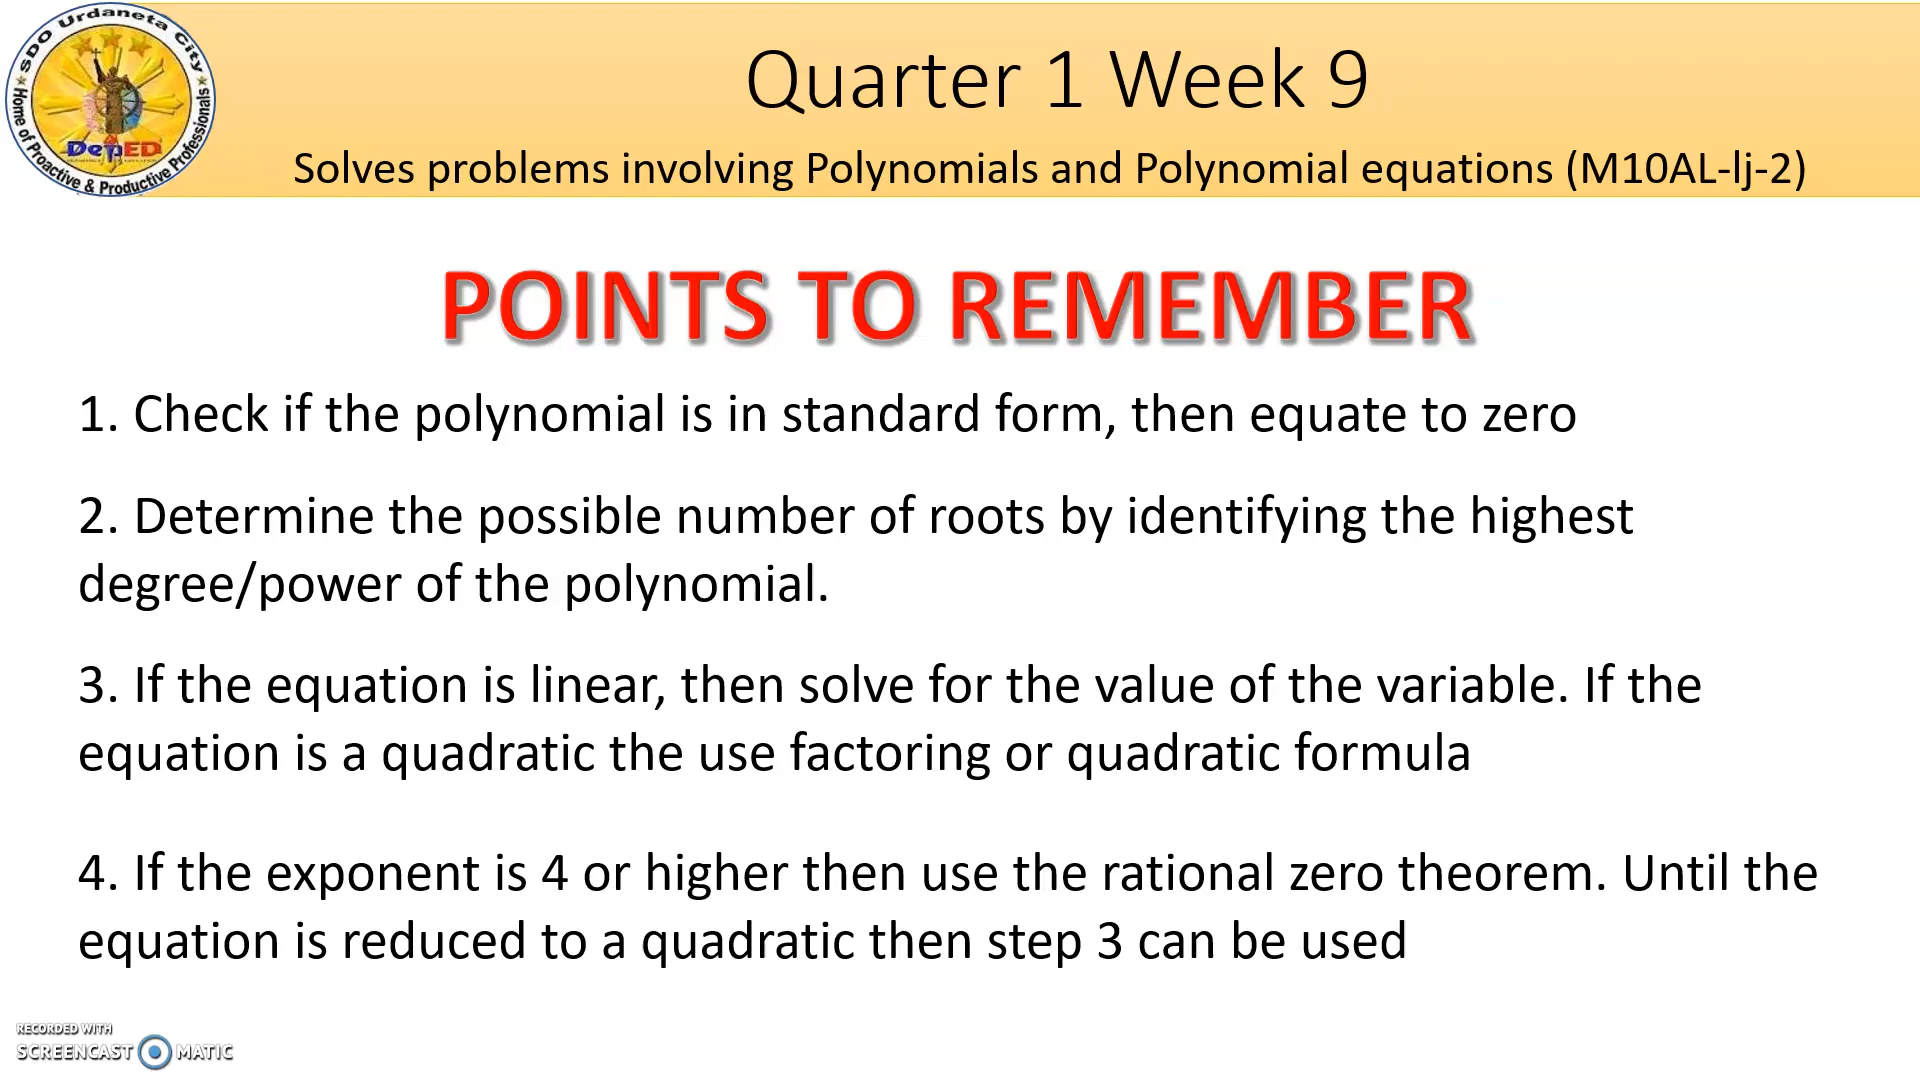 SDO Urdaneta City
Home of Proactive & Productive Professionals
DepED
Quarter 1 Week 9
Solves problems involving Polynomials and Polynomial equations (M10AL-lj-2)
POINTS TO REMEMBER
1. Check if the polynomial is in standard form, then equate to zero
2. Determine the possible number of roots by identifying the highest
degree/power of the polynomial.
3. If the equation is linear, then solve for the value of the variable. If the
equation is a quadratic the use factoring or quadratic formula
4. If the exponent is 4 or higher then use the rational zero theorem. Until the
equation is reduced to a quadratic then step 3 can be used
RECORDED WITH
SCREENCAST MATIC